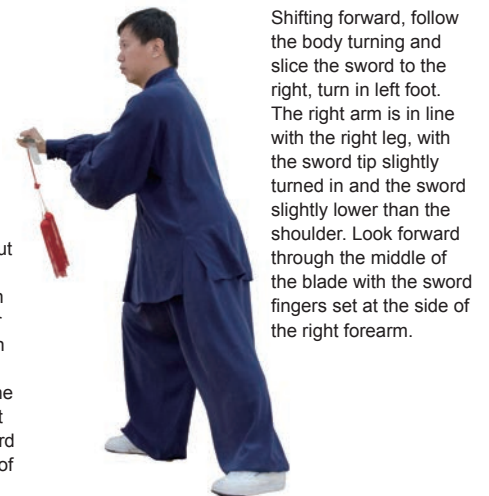 Shifting forward, follow
the body turning and
slice the sword to the
right, turn in left foot.
The right arm is in line
with the right leg, with
the sword tip slightly
turned in and the sword
slightly lower than the
shoulder. Look forward
through the middle of
the blade with the sword
fingers set at the side of
the right forearm.
of